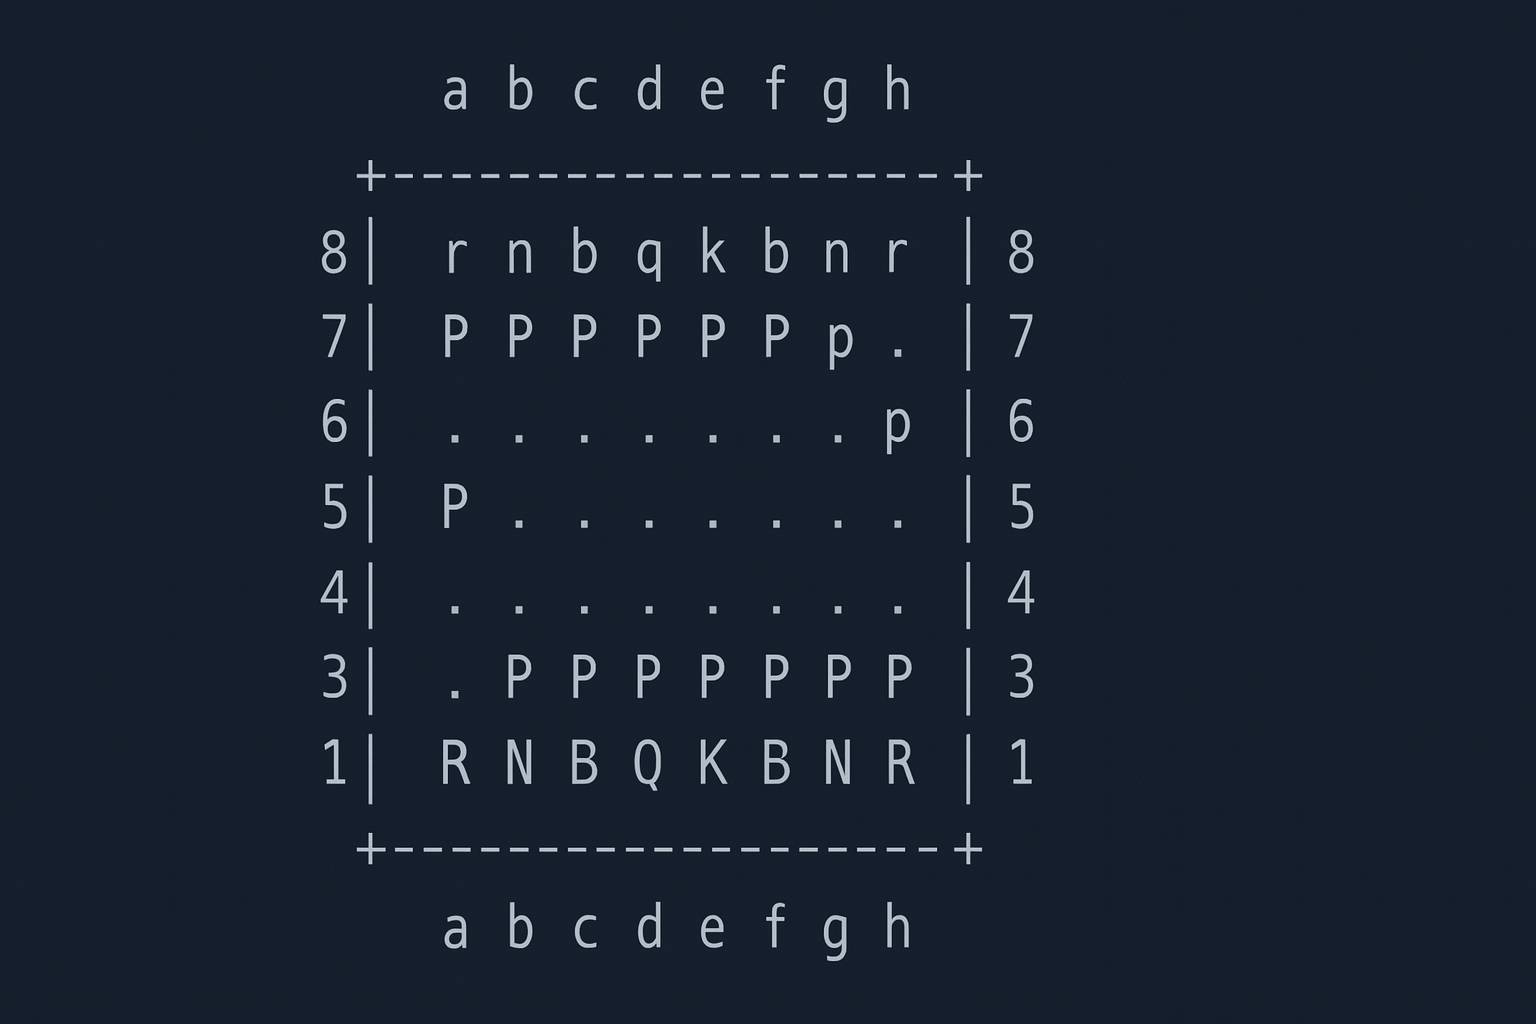 a b c d e f g h
+-------------------+
8| r n b q k b n r | 8
7| P P P P P P p . | 7
6| . . . . . . . p | 6
5| P . . . . . . . | 5
4| . . . . . . . . | 4
3| . P P P P P P P | 3
1| R N B Q K B N R | 1
+-------------------+
a b c d e f g h